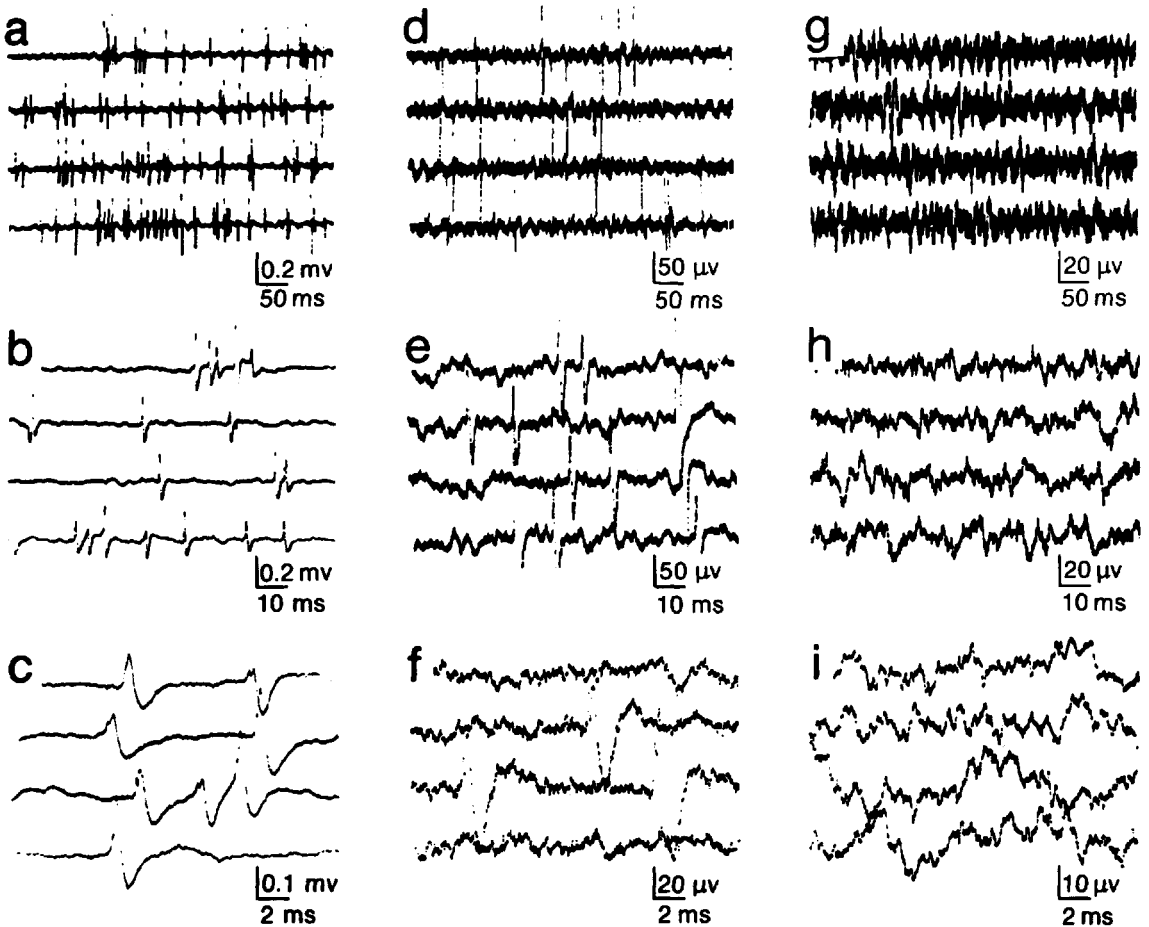 a
d
g
0.2 mv
50 ms
50 μv
50 ms
20 μv
50 ms
b
e
h
0.2 mv
10 ms
50 μv
10 ms
20 μv
10 ms
c
f
i
0.1 mv
2 ms
20 μv
2 ms
10 μv
2 ms